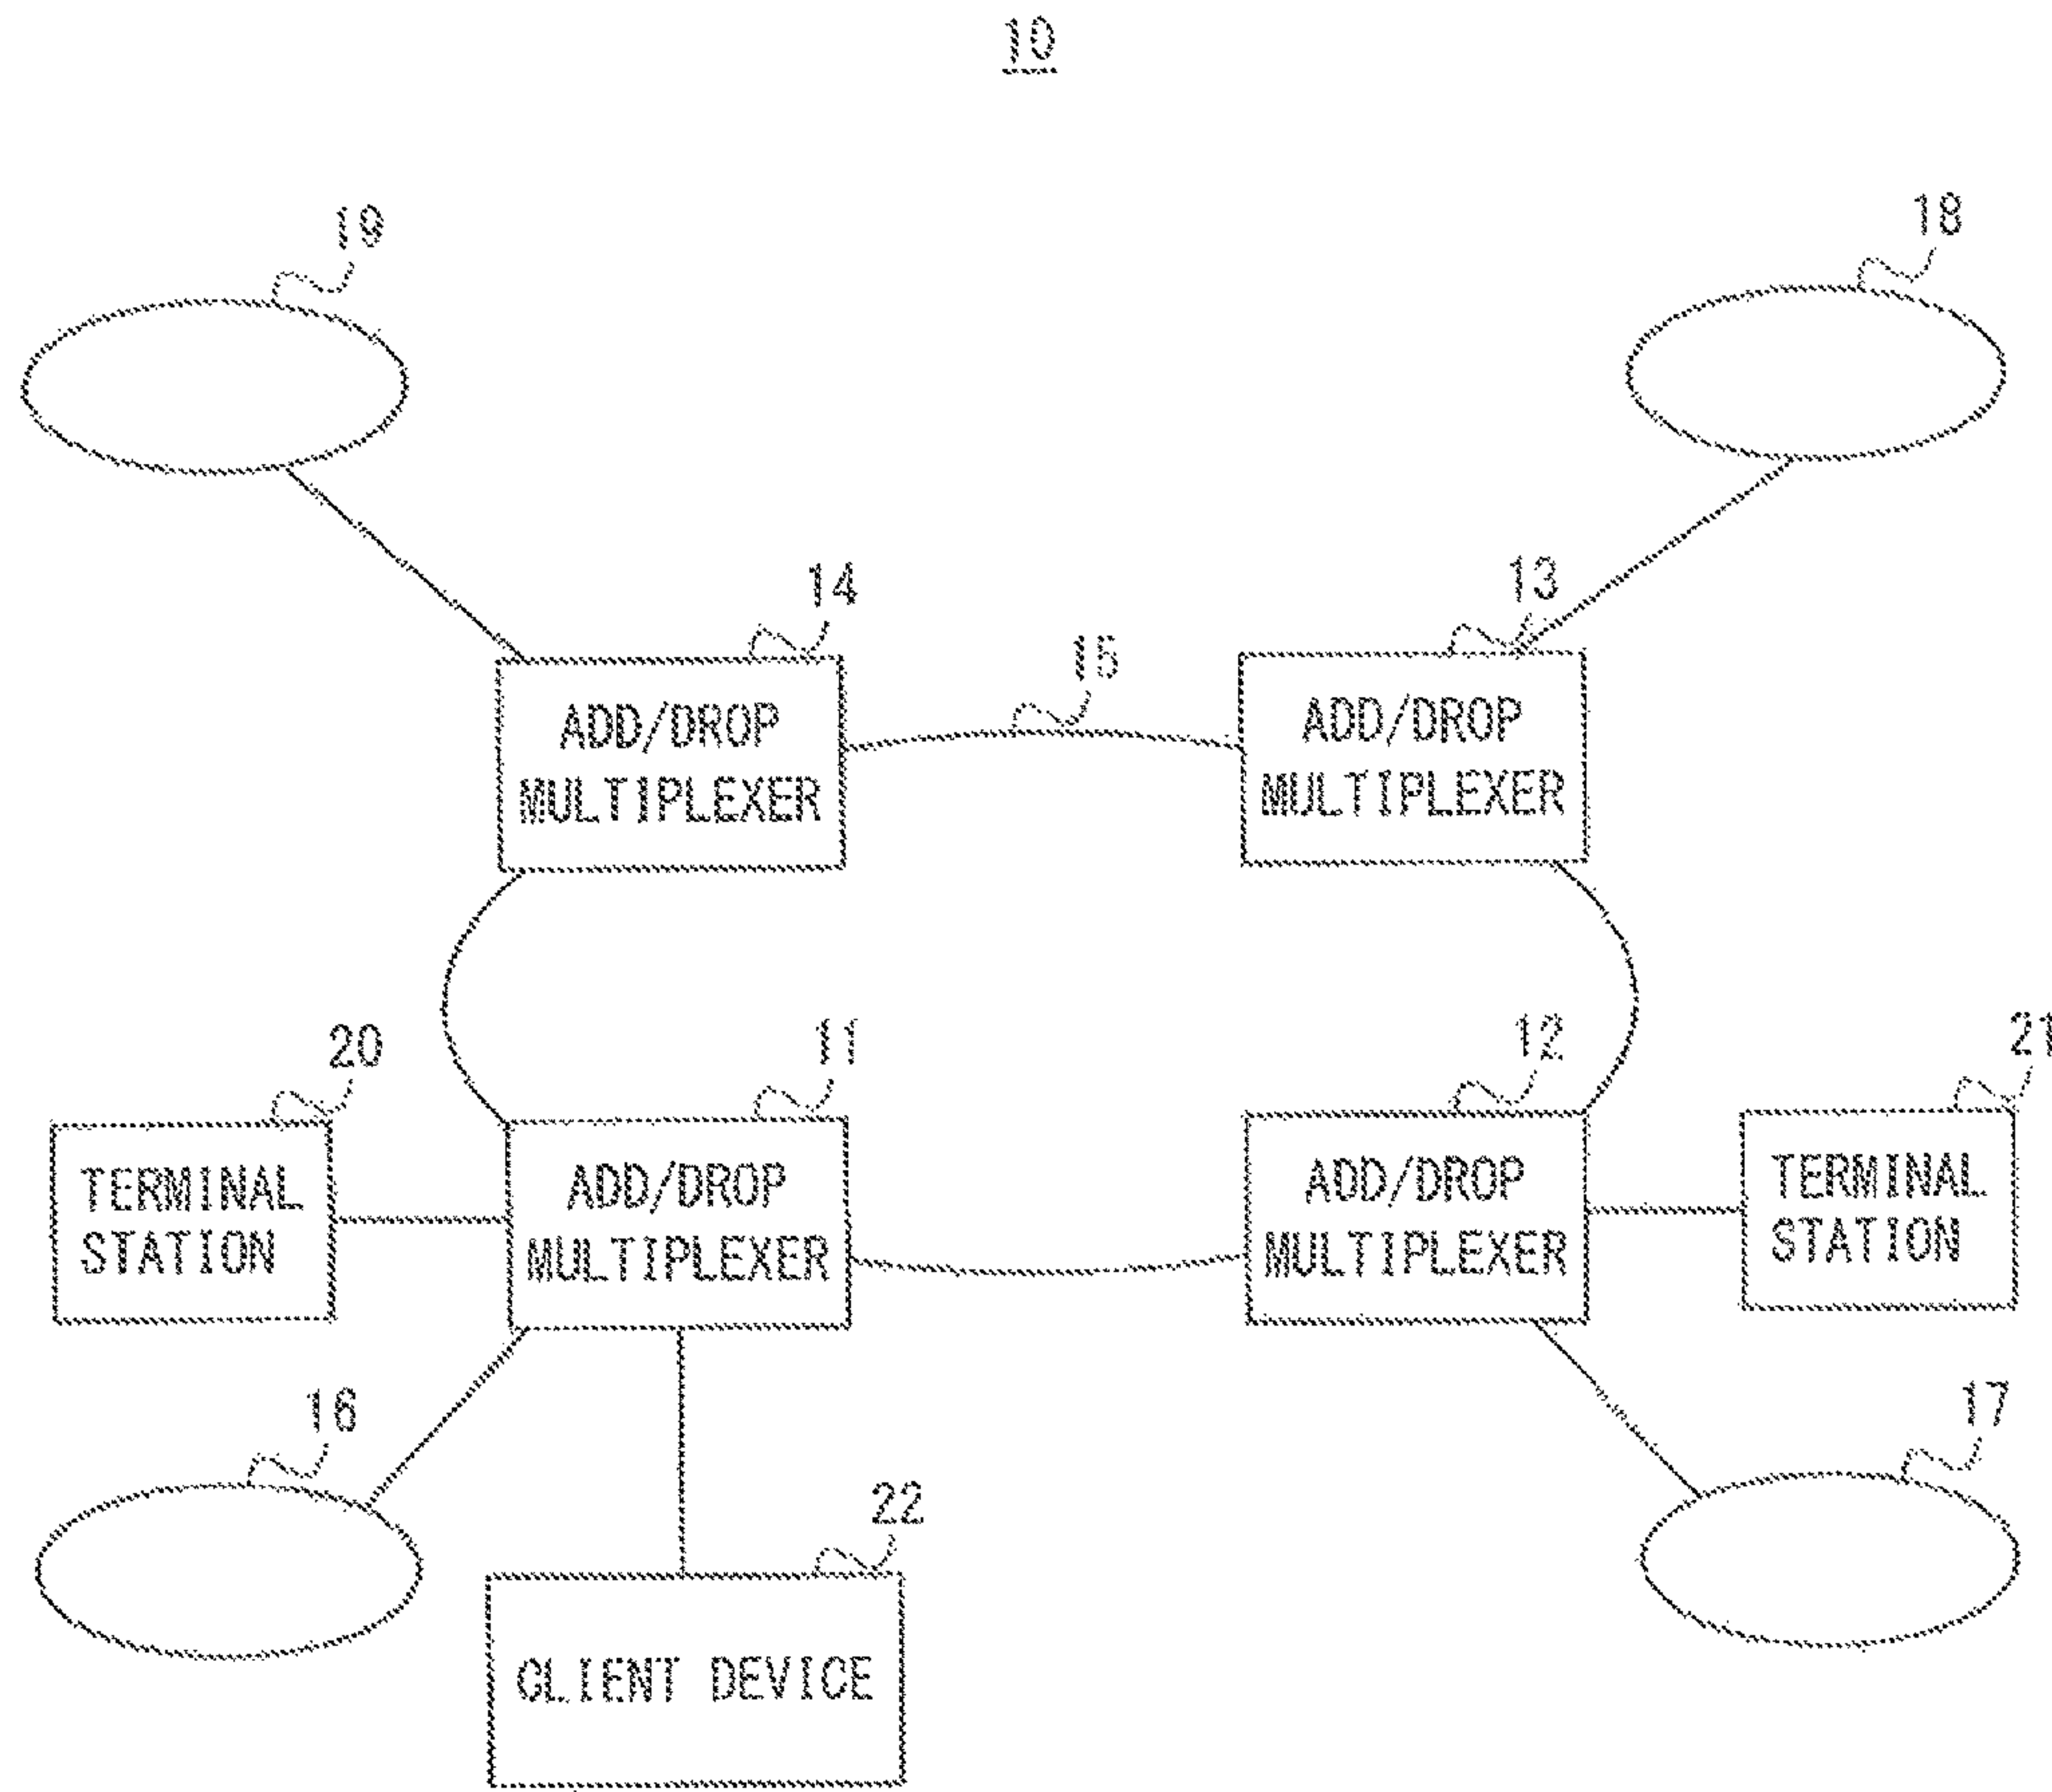 10
19
18
14
13
15
ADD/DROP
MULTIPLEXER
ADD/DROP
MULTIPLEXER
20
11
12
21
TERMINAL
STATION
ADD/DROP
MULTIPLEXER
ADD/DROP
MULTIPLEXER
TERMINAL
STATION
16
17
22
CLIENT DEVICE